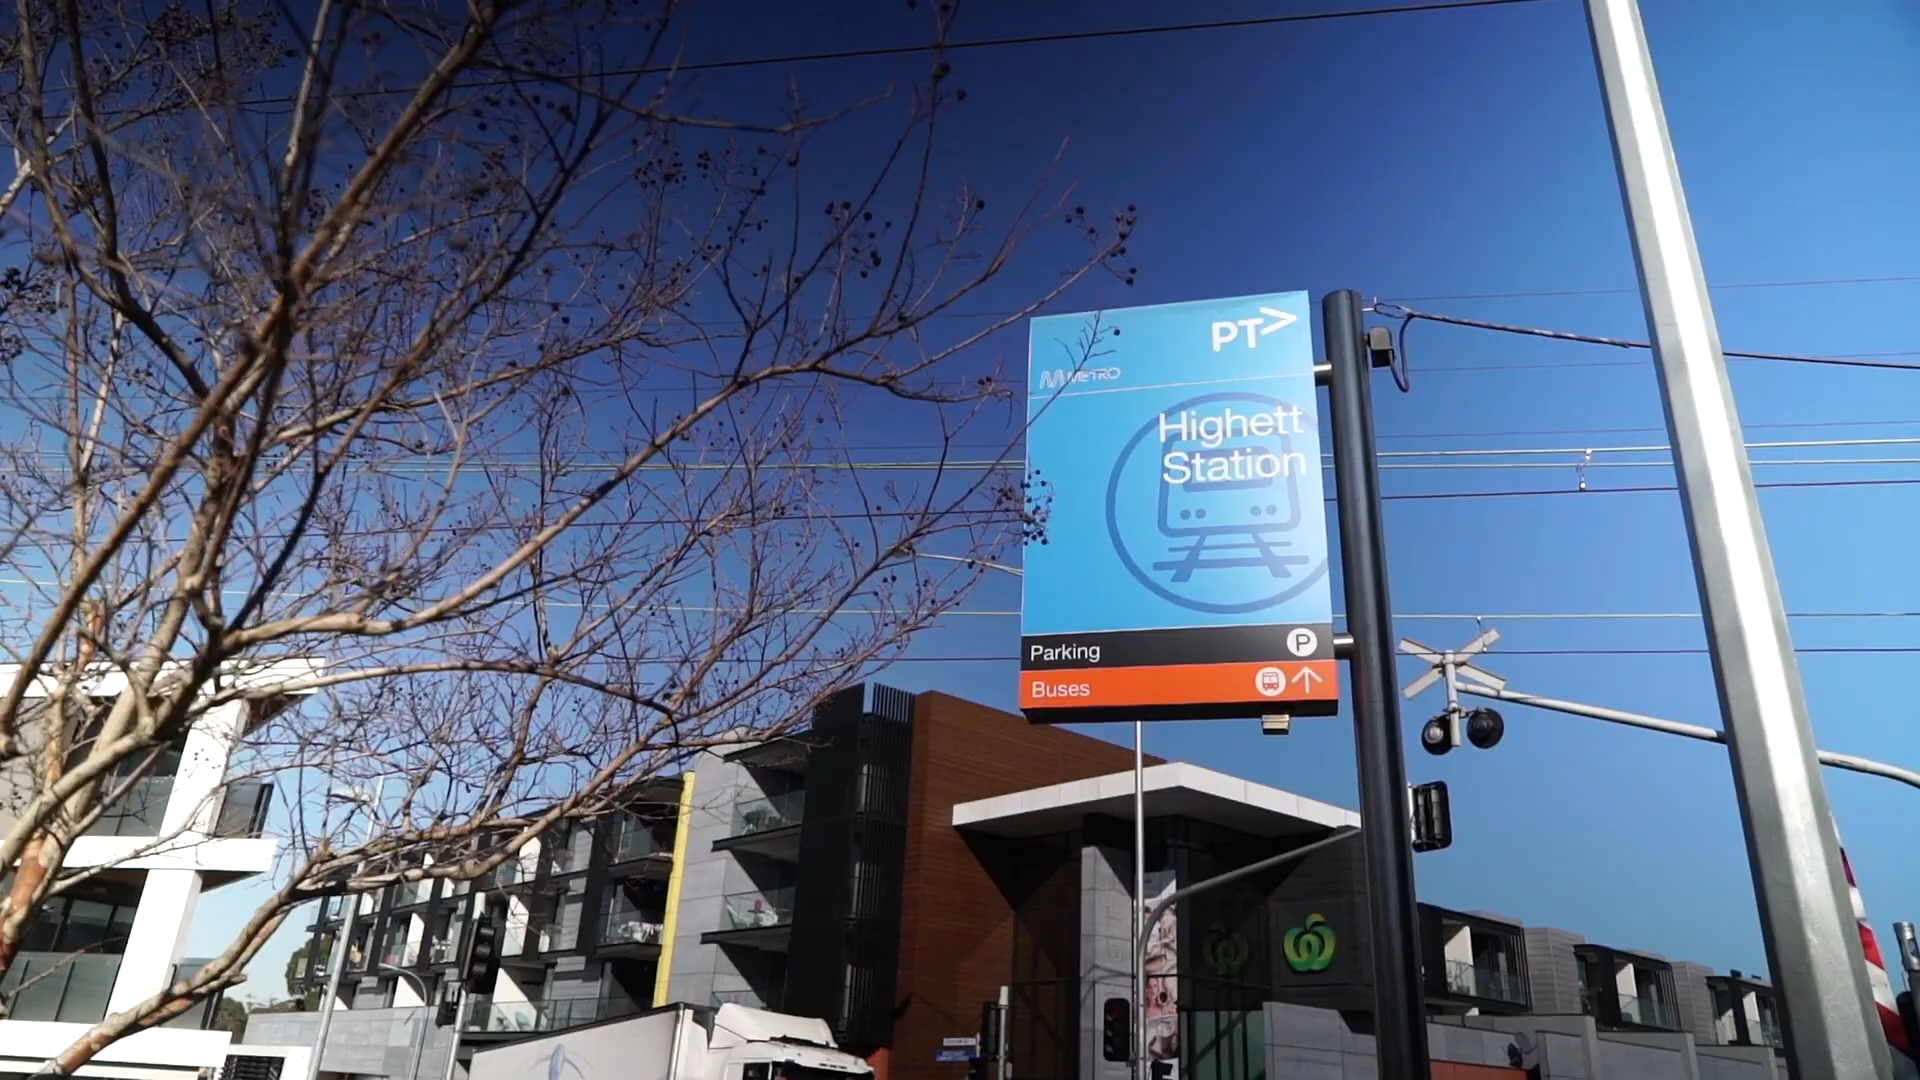 PT>
METRO
Highett
Station
Parking P
Buses